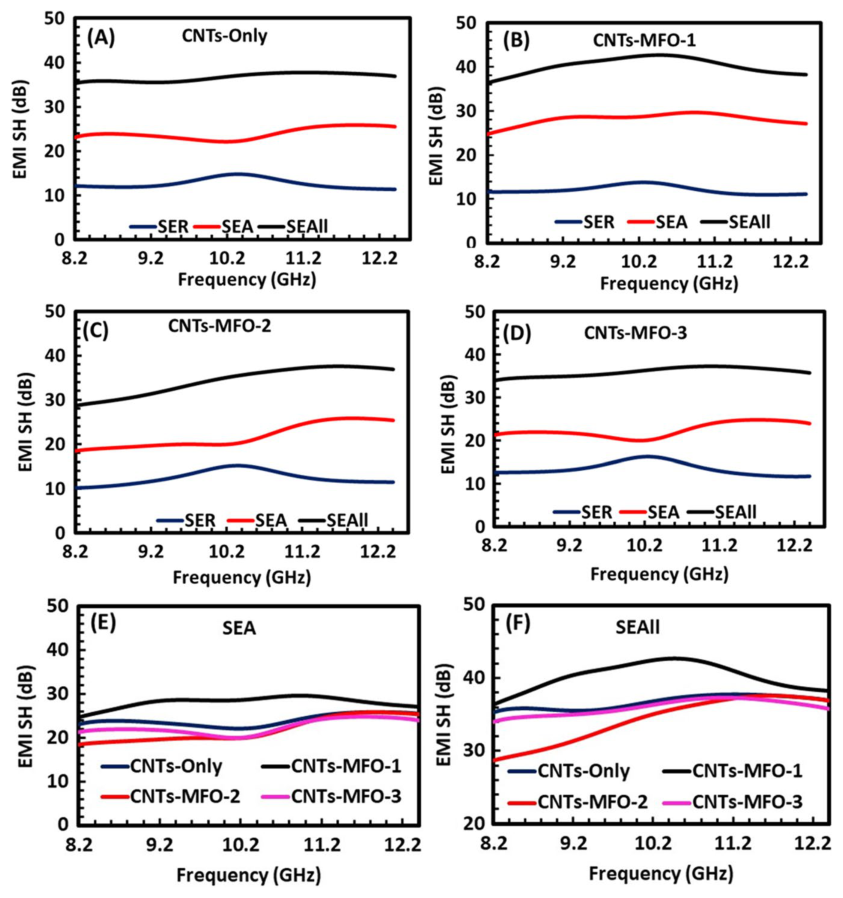 (A) CNTs-Only
50
40
30
20
10
0
EMI SH (dB)
SER SEA SEAll
8.2 9.2 10.2 11.2 12.2
Frequency (GHz)
(B) CNTs-MFO-1
50
40
30
20
10
0
EMI SH (dB)
SER SEA SEAll
8.2 9.2 10.2 11.2 12.2
Frequency (GHz)
(C) CNTs-MFO-2
50
40
30
20
10
0
EMI SH (dB)
SER SEA SEAll
8.2 9.2 10.2 11.2 12.2
Frequency (GHz)
(D) CNTs-MFO-3
50
40
30
20
10
0
EMI SH (dB)
SER SEA SEAll
8.2 9.2 10.2 11.2 12.2
Frequency (GHz)
(E) SEA
50
40
30
20
10
0
EMI SH (dB)
CNTs-Only CNTs-MFO-1
CNTs-MFO-2 CNTs-MFO-3
8.2 9.2 10.2 11.2 12.2
Frequency (GHz)
(F) SEAll
50
40
30
20
EMI SH (dB)
CNTs-Only CNTs-MFO-1
CNTs-MFO-2 CNTs-MFO-3
8.2 9.2 10.2 11.2 12.2
Frequency (GHz)